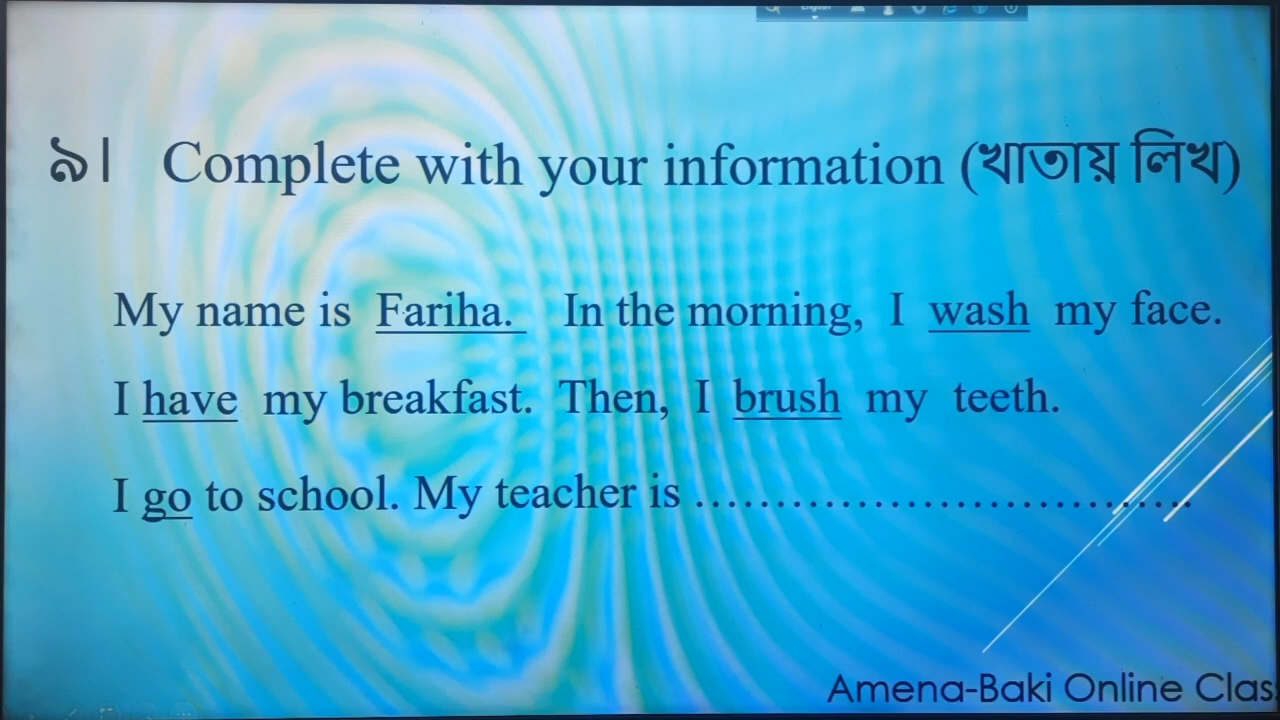 ৯। Complete with your information (খাতায় লিখ)
My name is Fariha. In the morning, I wash my face.
I have my breakfast. Then, I brush my teeth.
I go to school. My teacher is ..............................
Amena-Baki Online Clas